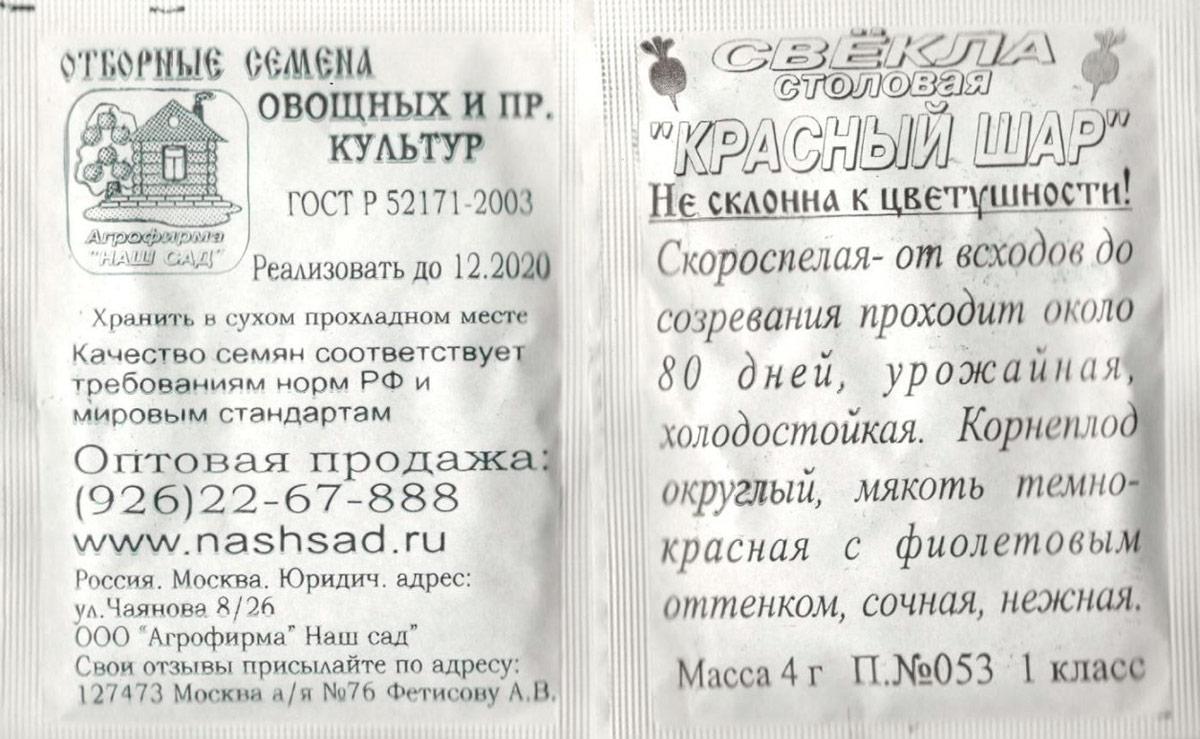 ОТБОРНЫЕ СЕМЕНА
ОВОЩНЫХ И ПР.
КУЛЬТУР
ГОСТ Р 52171-2003
Агрофирма
"НАШ САД"
Реализовать до 12.2020
Хранить в сухом прохладном месте
Качество семян соответствует
требованиям норм РФ и
мировым стандартам
Оптовая продажа:
(926)22-67-888
www.nashsad.ru
Россия. Москва. Юридич. адрес:
ул.Чаянова 8/26
ООО "Агрофирма" Наш сад"
Свои отзывы присылайте по адресу:
127473 Москва а/я №76 Фетисову А.В.
СВЁКЛА
СТОЛОВАЯ
"КРАСНЫЙ ШАР"
Не склонна к цветушности!
Скороспелая- от всходов до
созревания проходит около
80 дней, урожайная,
холодостойкая. Корнеплод
округлый, мякоть темно-
красная с фиолетовым
оттенком, сочная, нежная.
Масса 4 г П.№053 1 класс